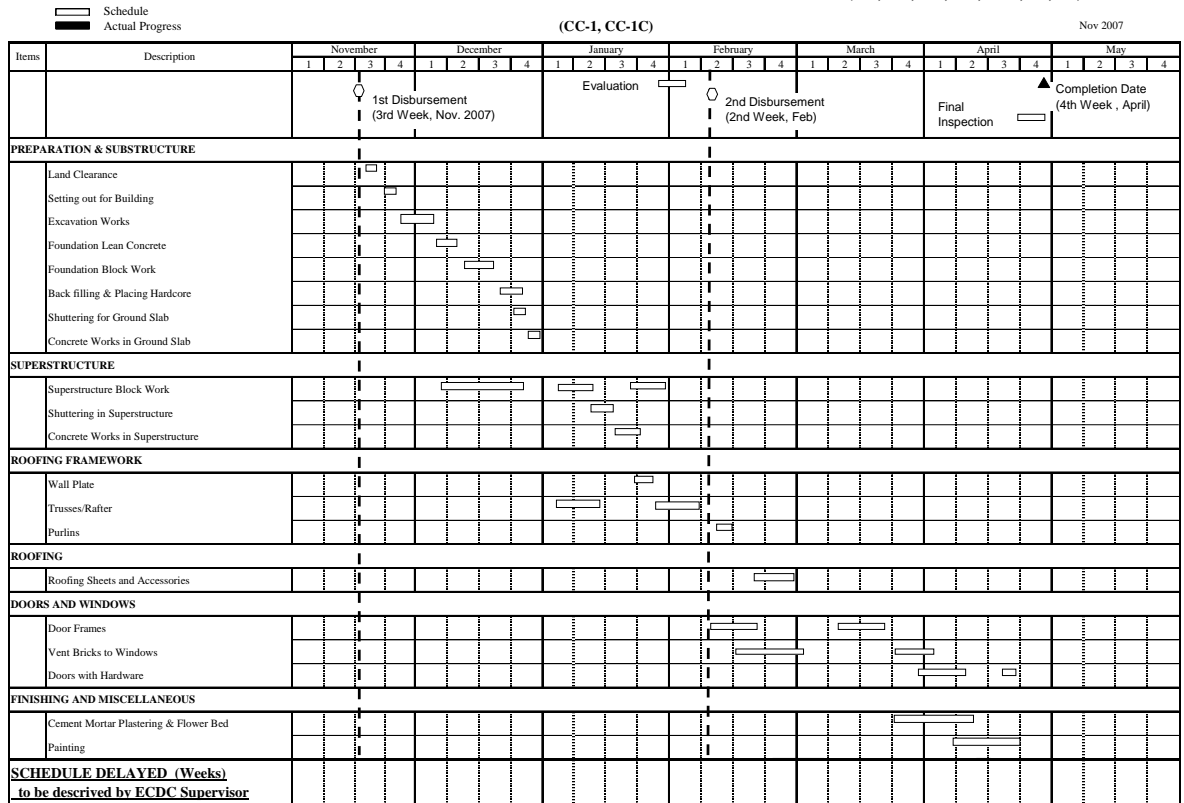 Schedule
Actual Progress
(CC-1, CC-1C)
Nov 2007
Items Description November December January February March April May
1 2 3 4 1 2 3 4 1 2 3 4 1 2 3 4 1 2 3 4 1 2 3 4 1 2 3 4
1st Disbursement
(3rd Week, Nov. 2007)
Evaluation
2nd Disbursement
(2nd Week, Feb)
Final
Inspection
Completion Date
(4th Week , April)
PREPARATION & SUBSTRUCTURE
Land Clearance
Setting out for Building
Excavation Works
Foundation Lean Concrete
Foundation Block Work
Back filling & Placing Hardcore
Shuttering for Ground Slab
Concrete Works in Ground Slab
SUPERSTRUCTURE
Superstructure Block Work
Shuttering in Superstructure
Concrete Works in Superstructure
ROOFING FRAMEWORK
Wall Plate
Trusses/Rafter
Purlins
ROOFING
Roofing Sheets and Accessories
DOORS AND WINDOWS
Door Frames
Vent Bricks to Windows
Doors with Hardware
FINISHING AND MISCELLANEOUS
Cement Mortar Plastering & Flower Bed
Painting
SCHEDULE DELAYED (Weeks)
to be descrived by ECDC Supervisor